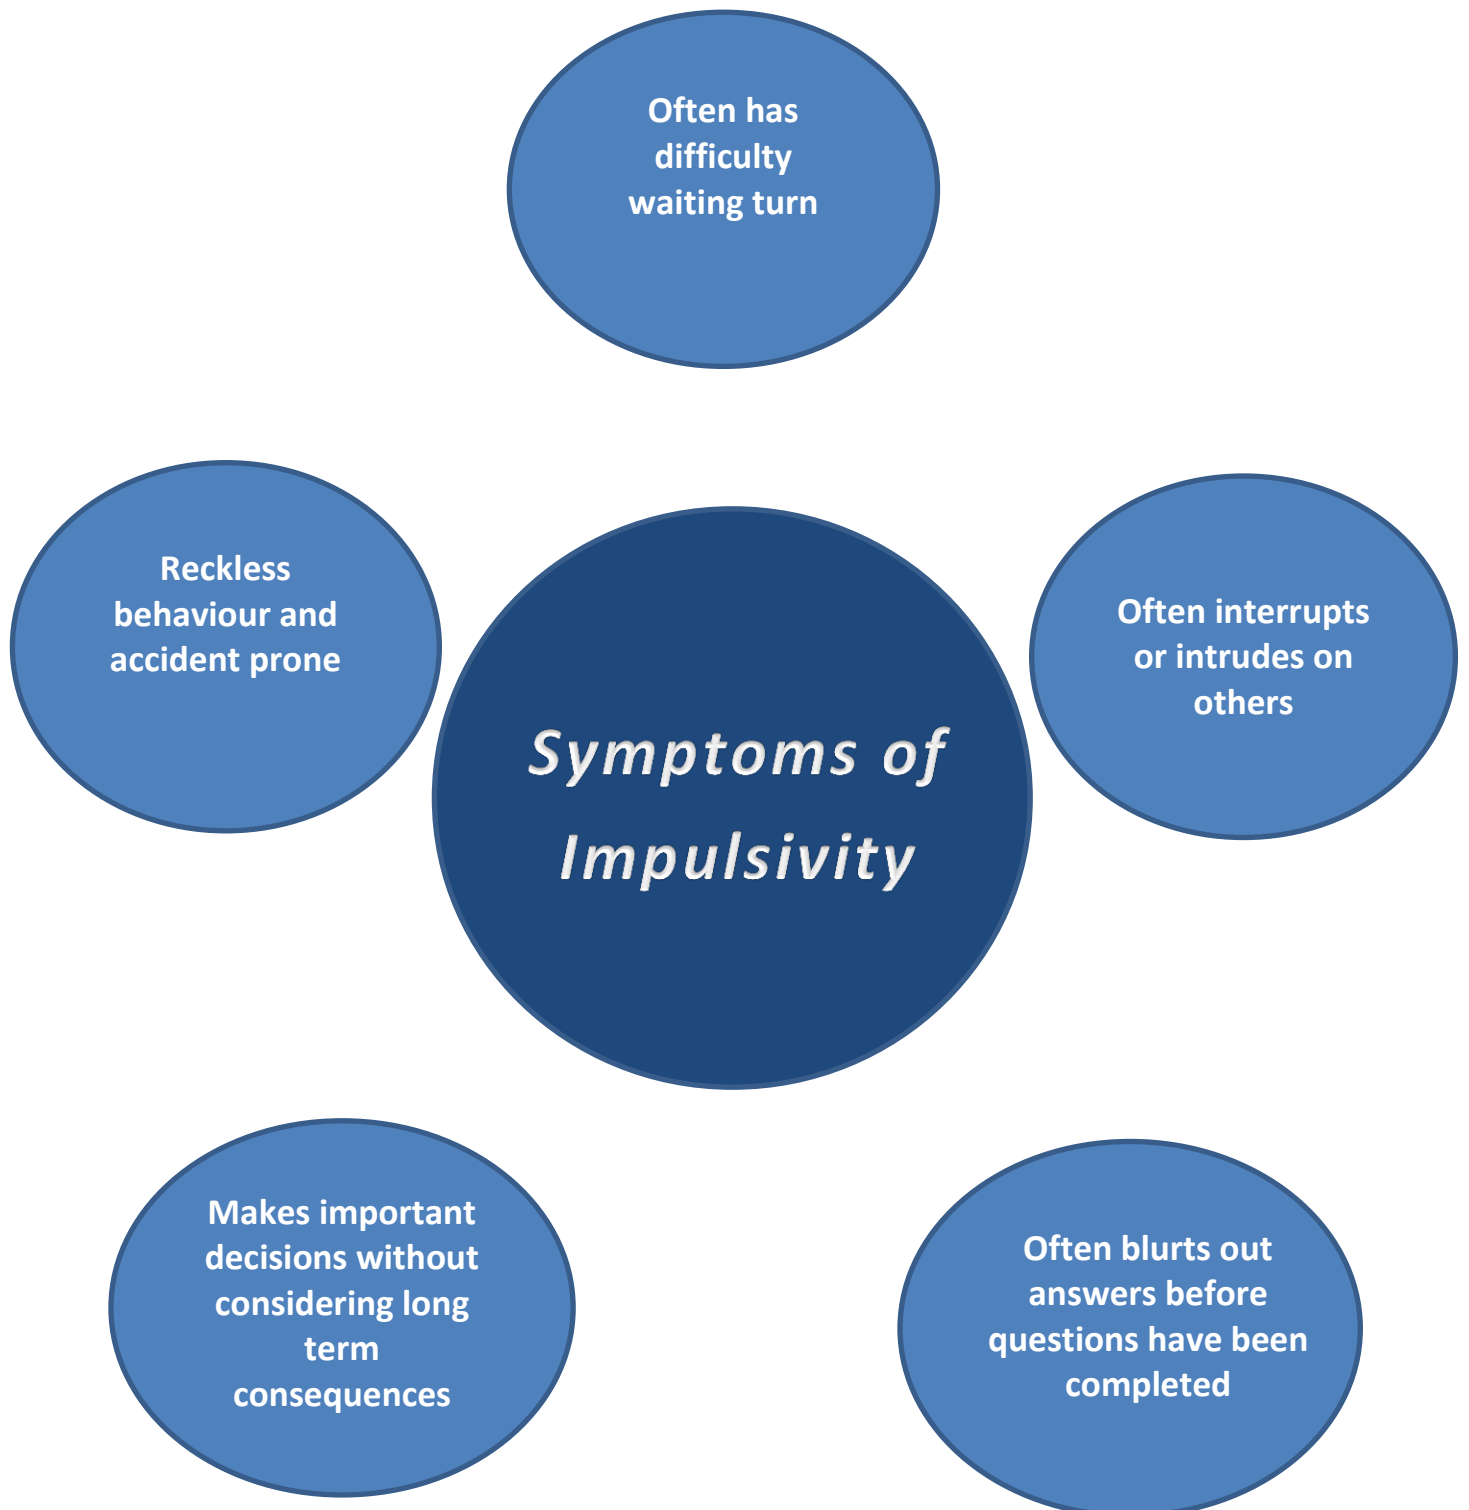 Often has
difficulty
waiting turn
Reckless
behaviour and
accident prone
Often interrupts
or intrudes on
others
Symptoms of
Impulsivity
Makes important
decisions without
considering long
term
consequences
Often blurts out
answers before
questions have been
completed